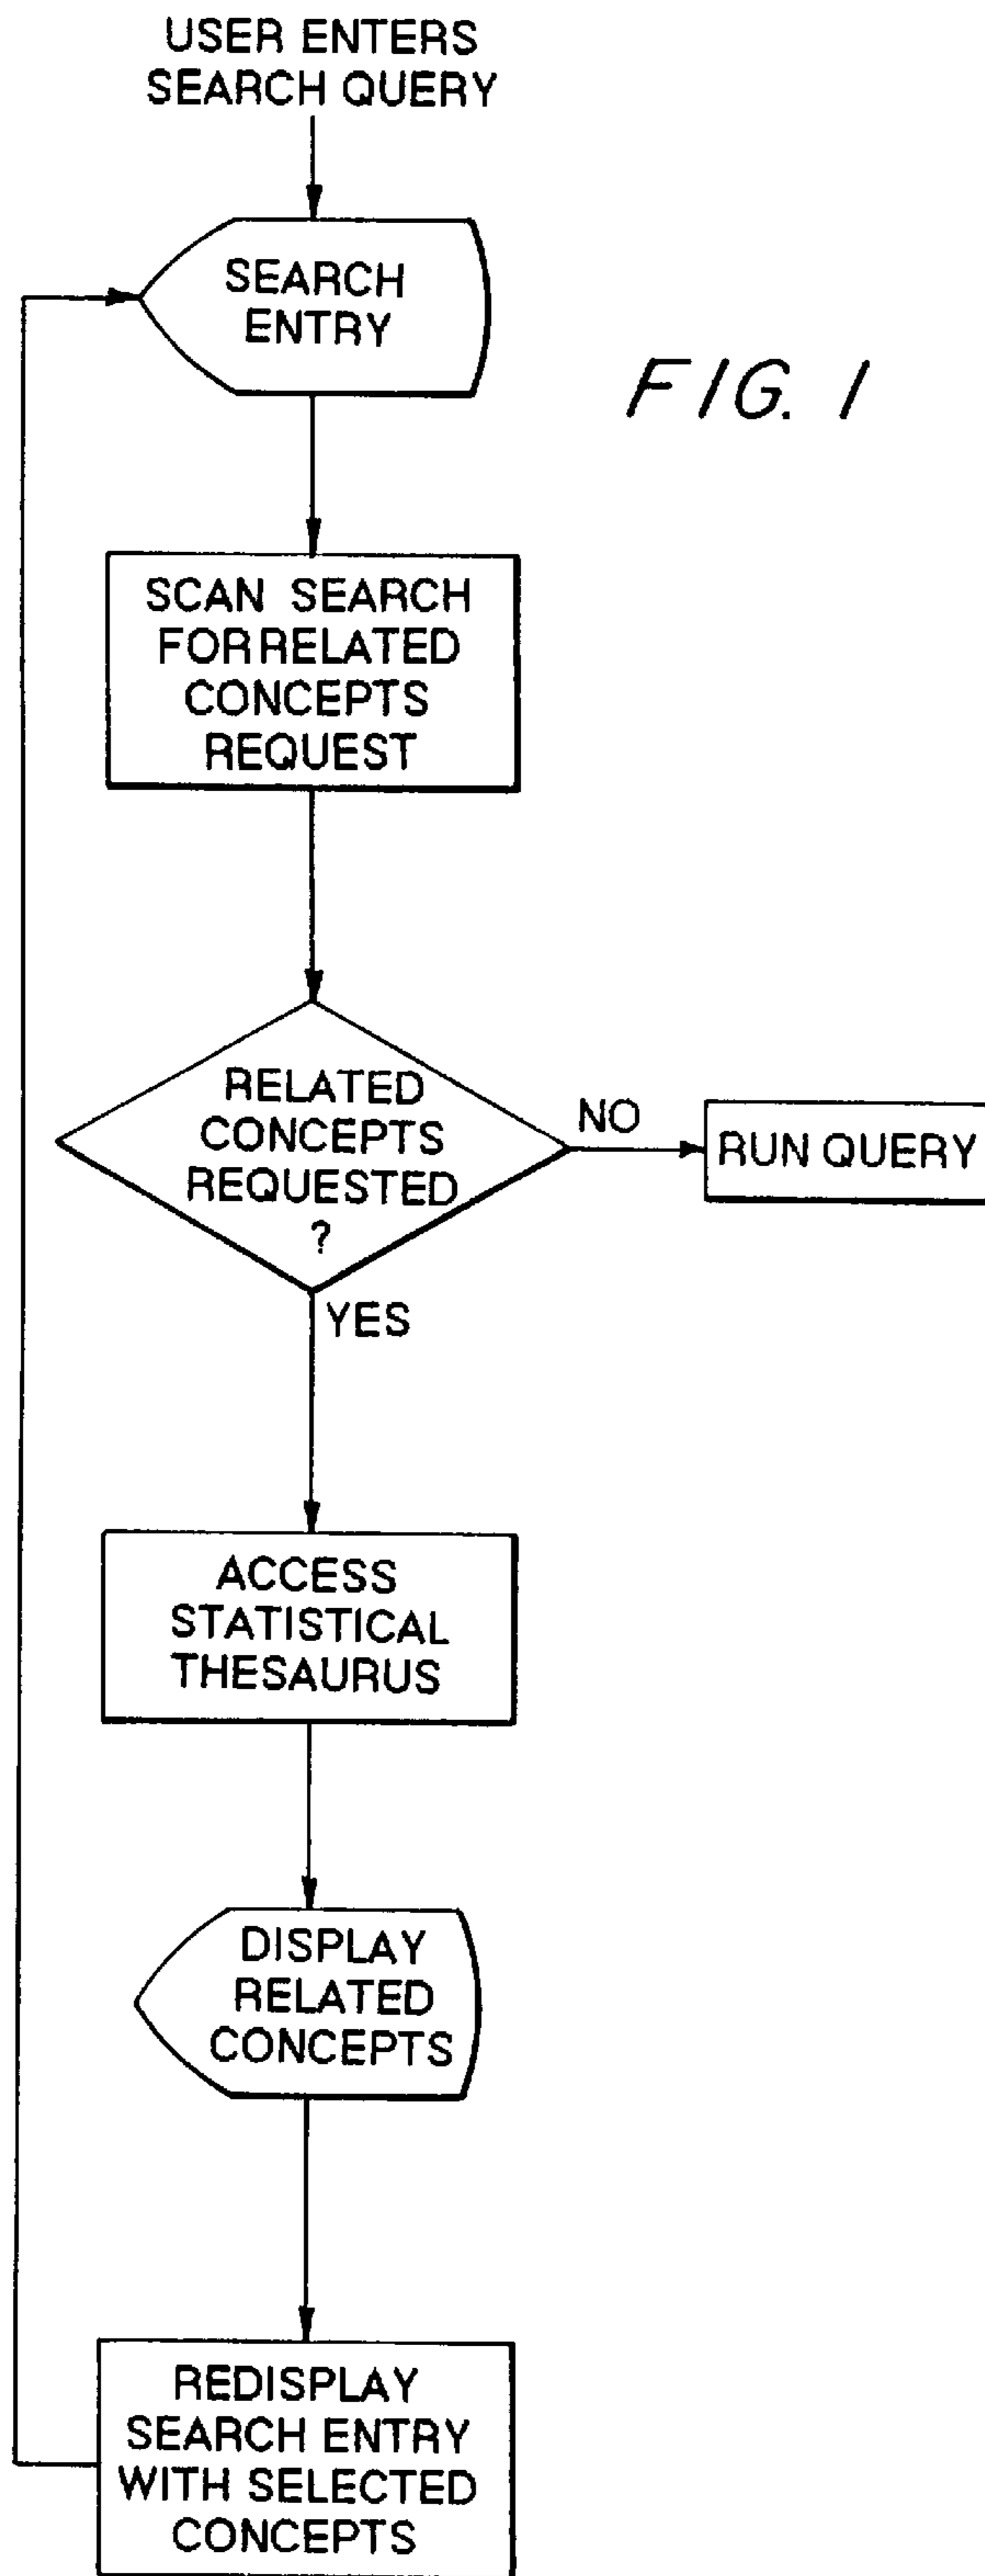 USER ENTERS
SEARCH QUERY
SEARCH
ENTRY
FIG. 1
SCAN SEARCH
FOR RELATED
CONCEPTS
REQUEST
RELATED
CONCEPTS
REQUESTED
?
NO
RUN QUERY
YES
ACCESS
STATISTICAL
THESAURUS
DISPLAY
RELATED
CONCEPTS
REDISPLAY
SEARCH ENTRY
WITH SELECTED
CONCEPTS